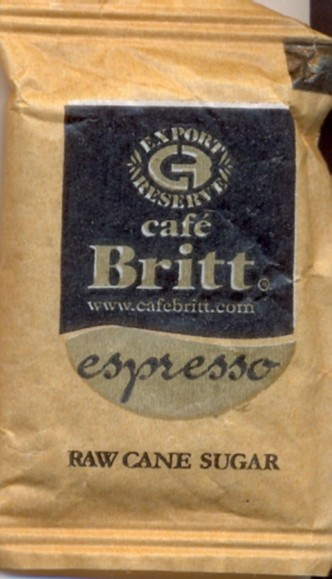 EXPORT
RESERVE
café
Britt®
www.cafebritt.com
espresso
RAW CANE SUGAR